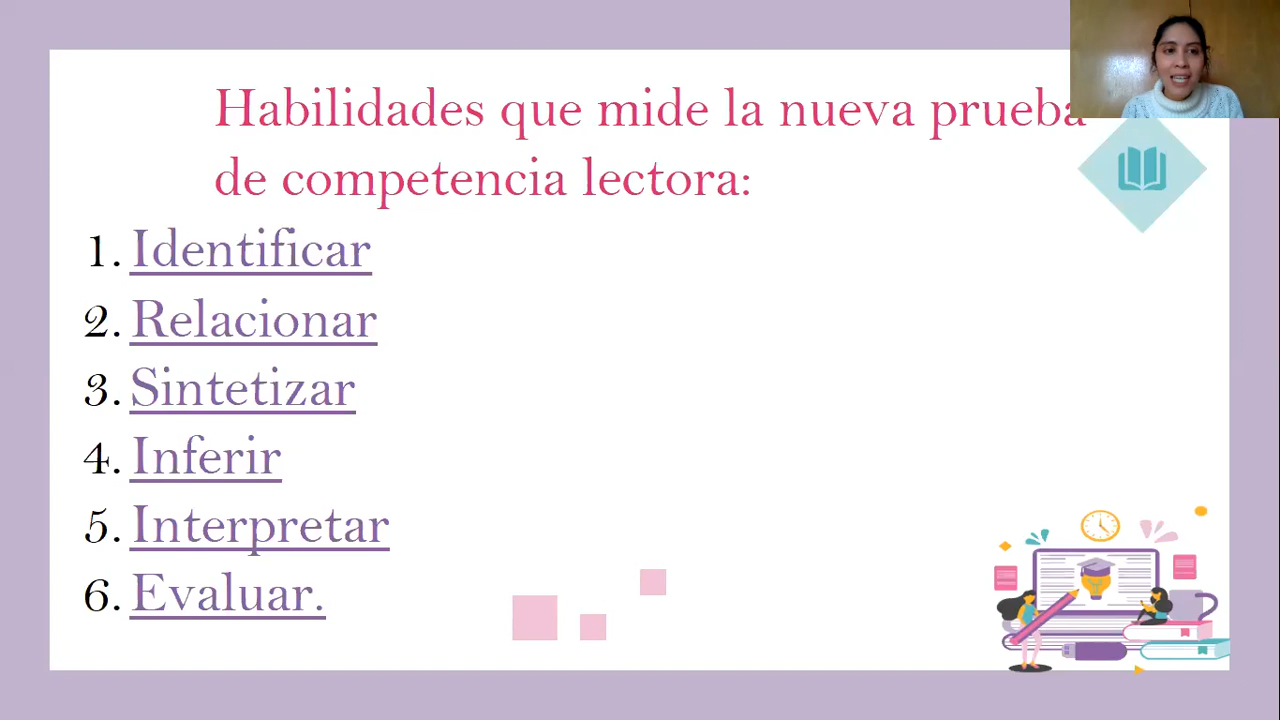 Habilidades que mide la nueva prueba
de competencia lectora:
1. Identificar
2. Relacionar
3. Sintetizar
4. Inferir
5. Interpretar
6. Evaluar.